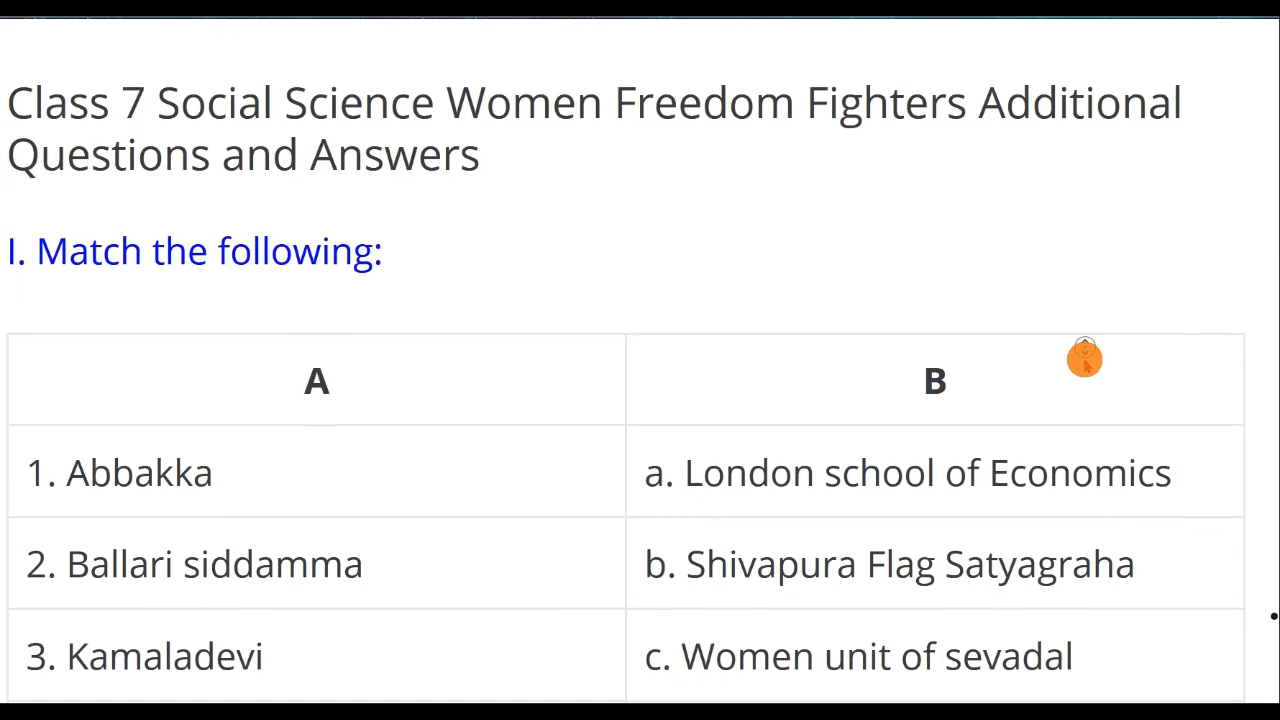 Class 7 Social Science Women Freedom Fighters Additional
Questions and Answers
I. Match the following:
A
B
1. Abbakka
a. London school of Economics
2. Ballari siddamma
b. Shivapura Flag Satyagraha
3. Kamaladevi
c. Women unit of sevadal